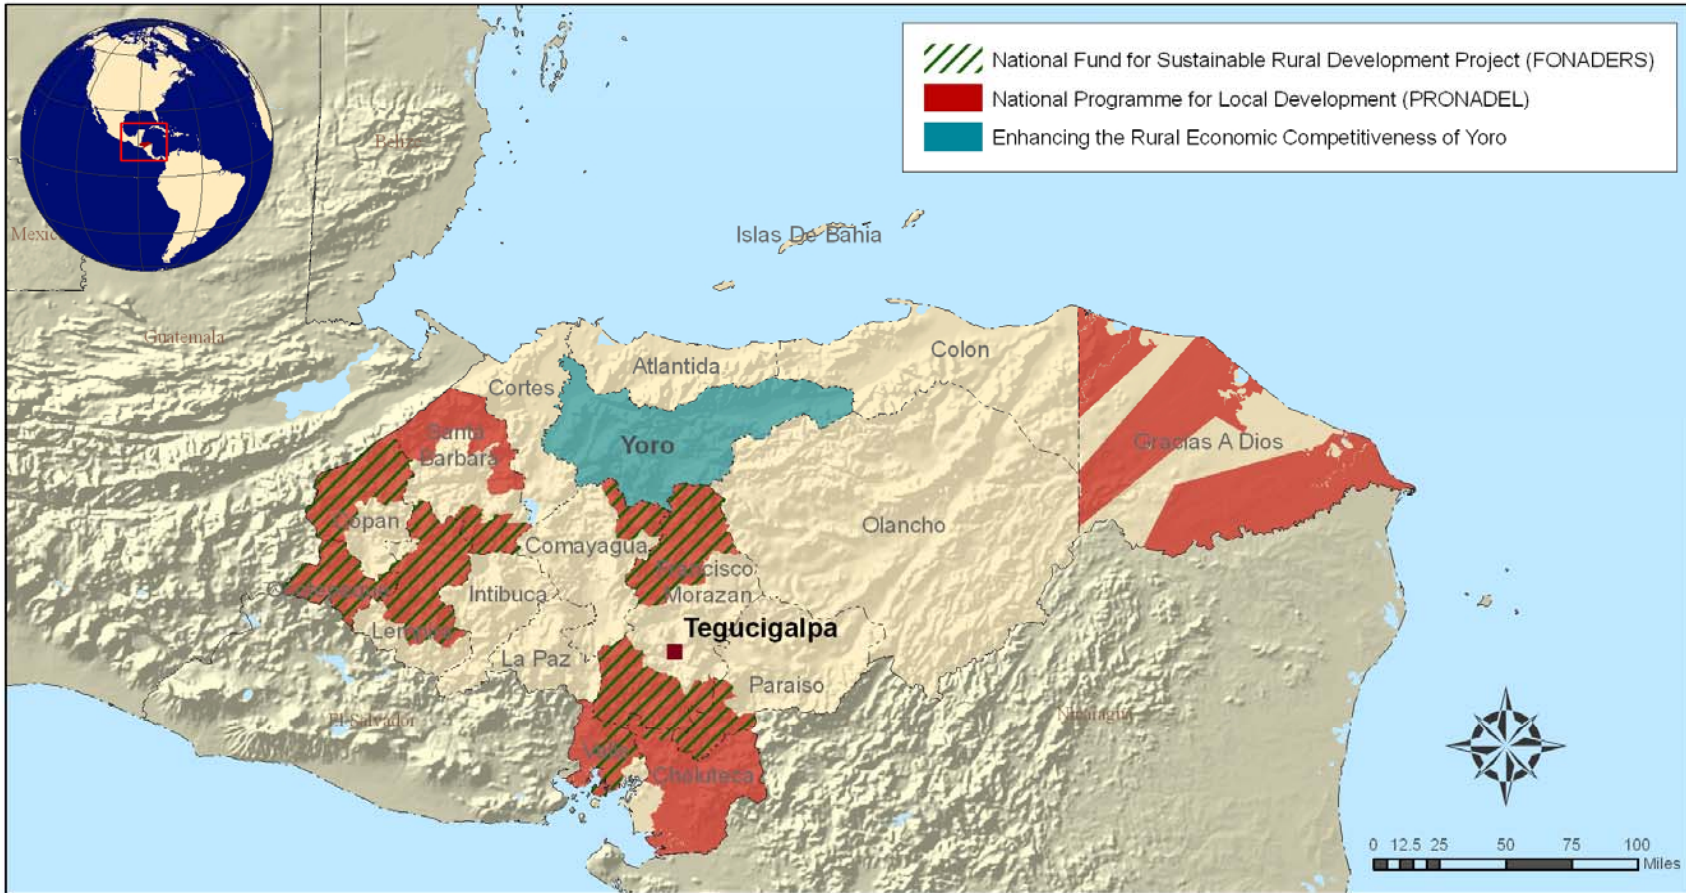 National Fund for Sustainable Rural Development Project (FONADERS)
National Programme for Local Development (PRONADEL)
Enhancing the Rural Economic Competitiveness of Yoro
Belize
Mexico
Islas De Bahia
Guatemala
Colon
Atlantida
Cortes
Santa
Barbara
Yoro
Gracias A Dios
Copan
Olancho
Comayagua
Francisco
Morazan
Intibuca
Lempira
Tegucigalpa
La Paz
Paraiso
El Salvador
Nicaragua
Valle
Choluteca
0 12.5 25 50 75 100
Miles